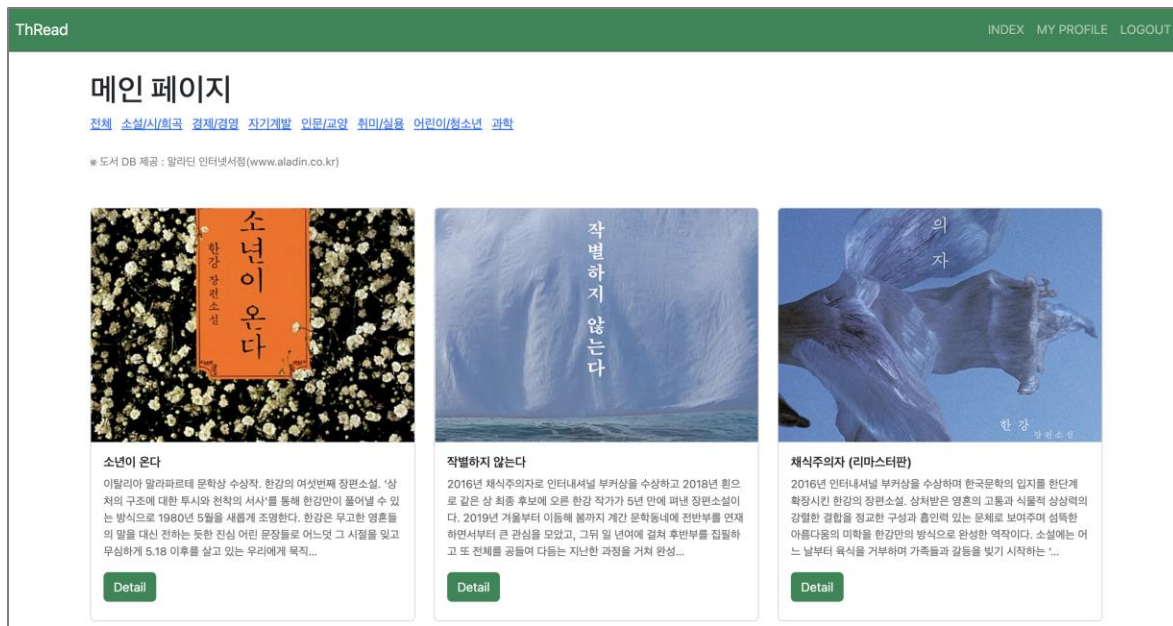 ThRead INDEX MY PROFILE LOGOUT
메인 페이지
전체 소설/시/희곡 경제/경영 자기계발 인문/교양 취미/실용 어린이/청소년 과학
※ 도서 DB 제공 : 알라딘 인터넷서점(www.aladin.co.kr)
소년이 온다
한강 장편소설
작별하지 않는다
의자
한강
장편소설
소년이 온다
이탈리아 말라파르테 문학상 수상작. 한강의 여섯번째 장편소설. '상
처의 구조에 대한 투시와 천착의 서사'를 통해 한강만이 풀어낼 수 있
는 방식으로 1980년 5월을 새롭게 조명한다. 한강은 무고한 영혼들
의 말을 대신 전하는 듯한 진심 어린 문장들로 어느덧 그 시절을 잊고
무심하게 5.18 이후를 살고 있는 우리에게 묵직...
Detail
작별하지 않는다
2016년 채식주의자로 인터내셔널 부커상을 수상하고 2018년 흰으
로 같은 상 최종 후보에 오른 한강 작가가 5년 만에 펴낸 장편소설이
다. 2019년 겨울부터 이듬해 봄까지 계간 문학동네에 전반부를 연재
하면서부터 큰 관심을 모았고, 그뒤 일 년여에 걸쳐 후반부를 집필하
고 또 전체를 공들여 다듬는 지난한 과정을 거쳐 완성...
Detail
채식주의자 (리마스터판)
2016년 인터내셔널 부커상을 수상하며 한국문학의 입지를 한단계
확장시킨 한강의 장편소설. 상처받은 영혼의 고통과 식물적 상상력의
강렬한 결합을 정교한 구성과 흡인력 있는 문체로 보여주며 섬뜩한
아름다움의 미학을 한강만의 방식으로 완성한 역작이다. 소설에는 어
느 날부터 육식을 거부하며 가족들과 갈등을 빚기 시작하는 '...
Detail